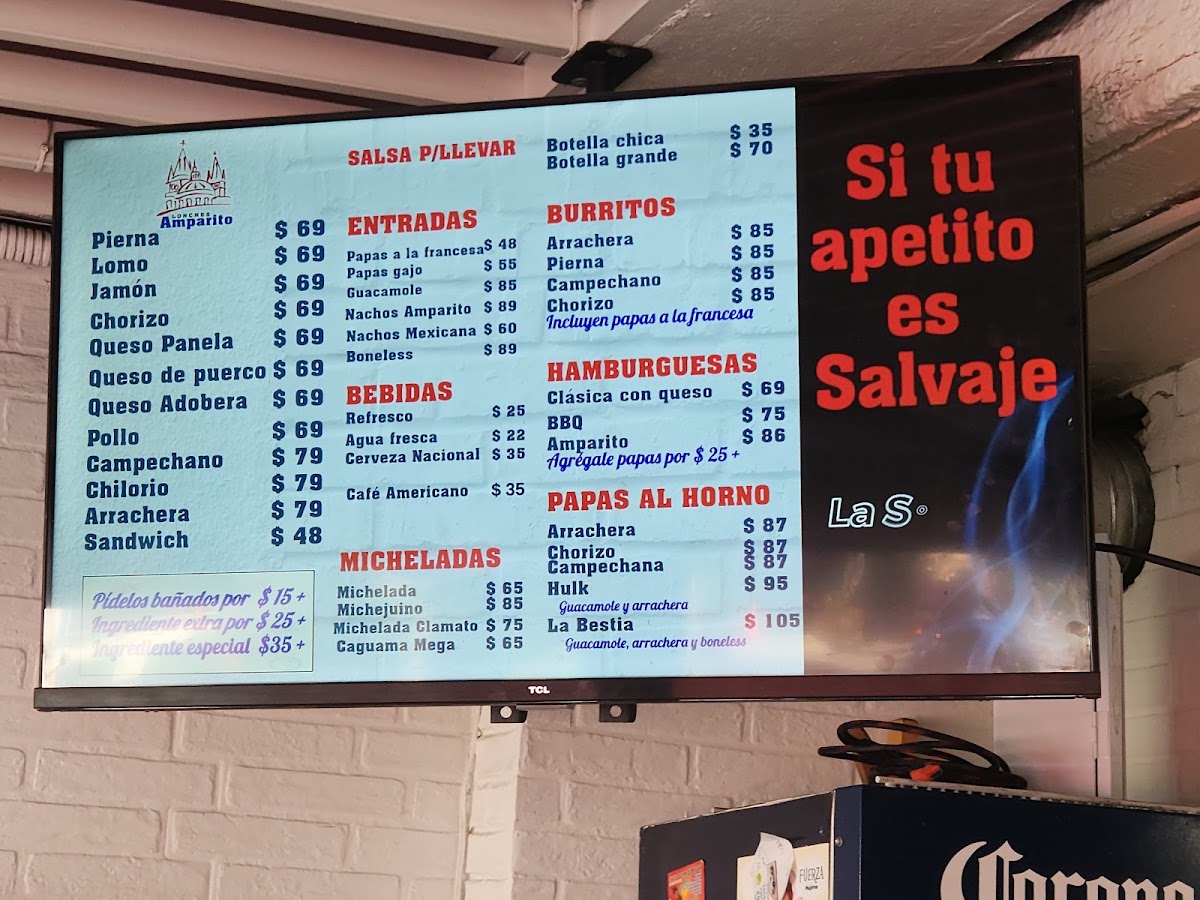 LONCHES
Amparito
Pierna $ 69
Lomo $ 69
Jamón $ 69
Chorizo $ 69
Queso Panela $ 69
Queso de puerco $ 69
Queso Adobera $ 69
Pollo $ 69
Campechano $ 79
Chilorio $ 79
Arrachera $ 79
Sandwich $ 48
Pídelos bañados por $ 15 +
Ingrediente extra por $ 25 +
Ingrediente especial $35 +
SALSA P/LLEVAR
Botella chica $ 35
Botella grande $ 70
ENTRADAS
Papas a la francesa $ 48
Papas gajo $ 55
Guacamole $ 85
Nachos Amparito $ 89
Nachos Mexicana $ 60
Boneless $ 89
BEBIDAS
Refresco $ 25
Agua fresca $ 22
Cerveza Nacional $ 35
Café Americano $ 35
MICHELADAS
Michelada $ 65
Michejuino $ 85
Michelada Clamato $ 75
Caguama Mega $ 65
BURRITOS
Arrachera $ 85
Pierna $ 85
Campechano $ 85
Chorizo $ 85
Incluyen papas a la francesa
HAMBURGUESAS
Clásica con queso $ 69
BBQ $ 75
Amparito $ 86
Agrégale papas por $ 25 +
PAPAS AL HORNO
Arrachera $ 87
Chorizo $ 87
Campechana $ 87
Hulk $ 95
Guacamole y arrachera
La Bestia $ 105
Guacamole, arrachera y boneless
Si tu
apetito
es
Salvaje
La S
TCL
FUERZA
Corona